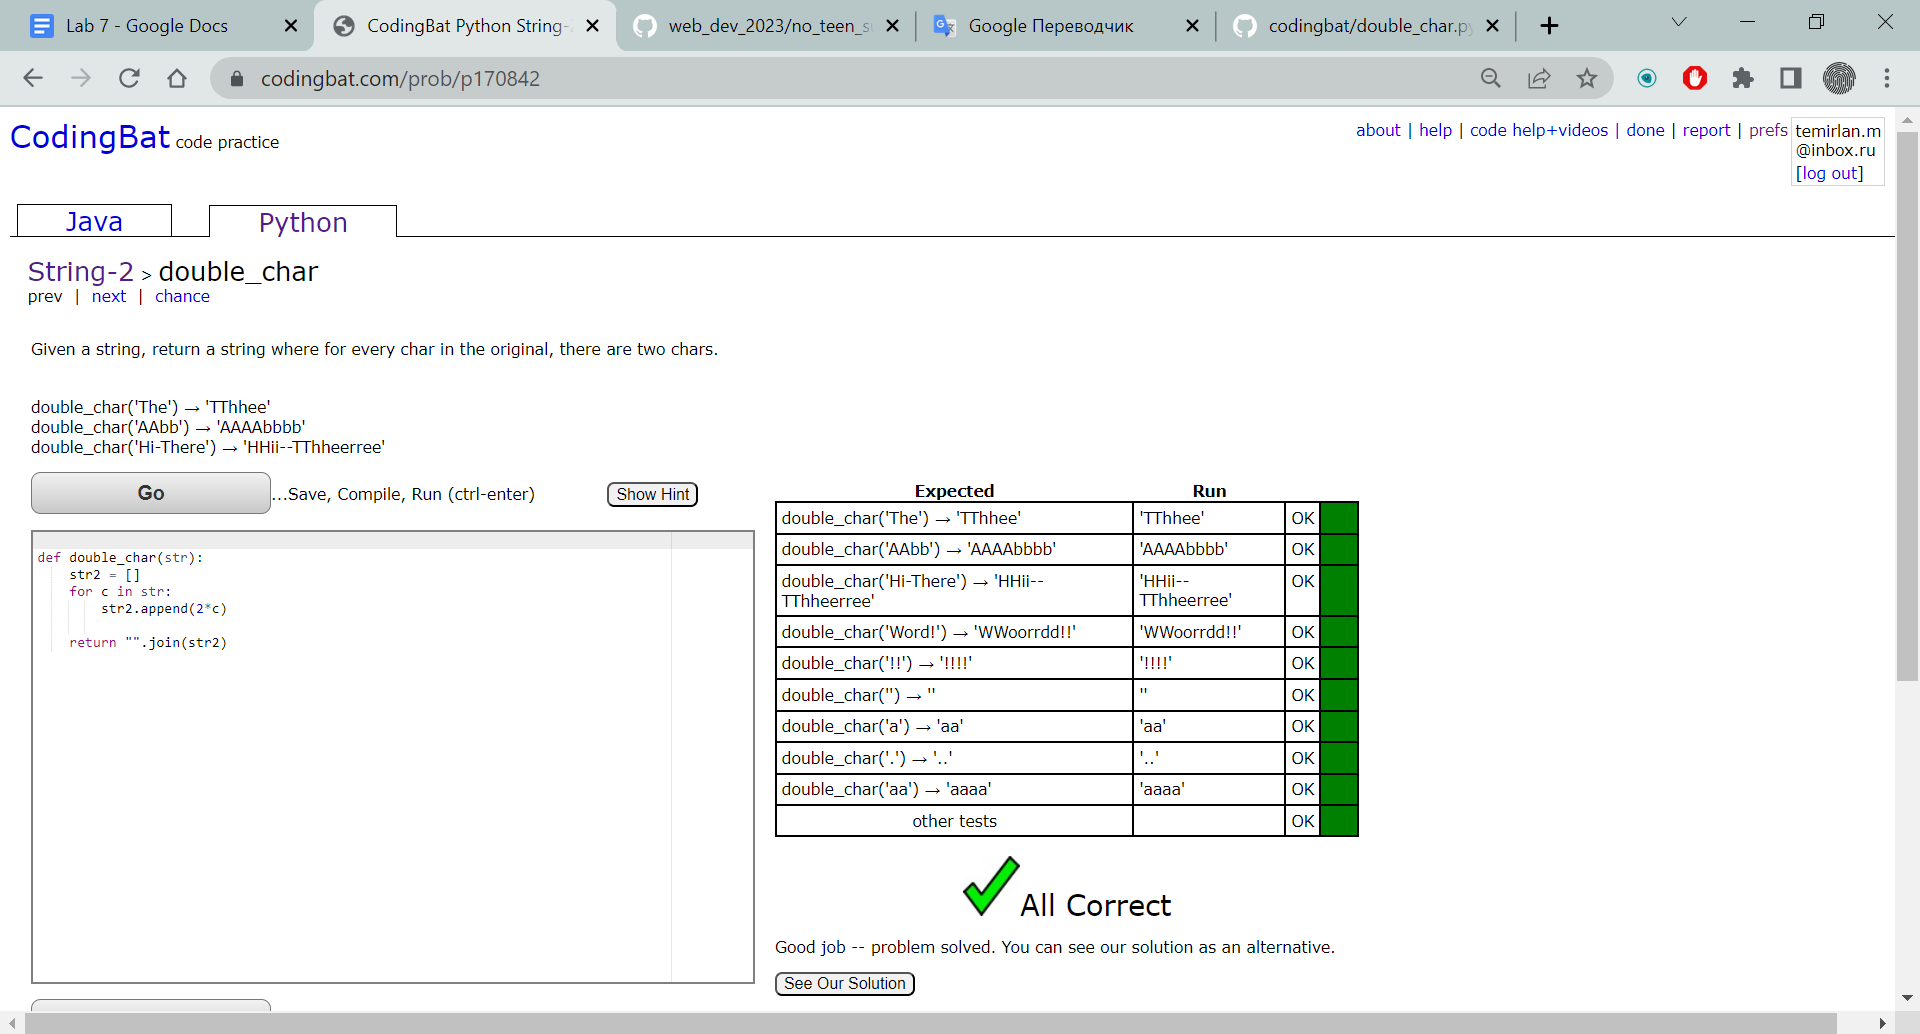 Lab 7 - Google Docs
CodingBat Python String-
web_dev_2023/no_teen_s
Google Переводчик
codingbat/double_char.p
codingbat.com/prob/p170842
CodingBat code practice
about | help | code help+videos | done | report | prefs
temirlan.m
@inbox.ru
[log out]
Java
Python
String-2 > double_char
prev | next | chance
Given a string, return a string where for every char in the original, there are two chars.
double_char('The') → 'TThhee'
double_char('AAbb') → 'AAAAbbbb'
double_char('Hi-There') → 'HHii--TThheerree'
Go ...Save, Compile, Run (ctrl-enter) Show Hint
def double_char(str):
    str2 = []
    for c in str:
        str2.append(2*c)
    return "".join(str2)
Expected Run
double_char('The') → 'TThhee' 'TThhee' OK
double_char('AAbb') → 'AAAAbbbb' 'AAAAbbbb' OK
double_char('Hi-There') → 'HHii-- 'HHii-- OK
TThheerree' TThheerree'
double_char('Word!') → 'WWoorrdd!!' 'WWoorrdd!!' OK
double_char('!!') → '!!!!' '!!!!' OK
double_char('') → '' '' OK
double_char('a') → 'aa' 'aa' OK
double_char('.') → '..' '..' OK
double_char('aa') → 'aaaa' 'aaaa' OK
other tests OK
All Correct
Good job -- problem solved. You can see our solution as an alternative.
See Our Solution